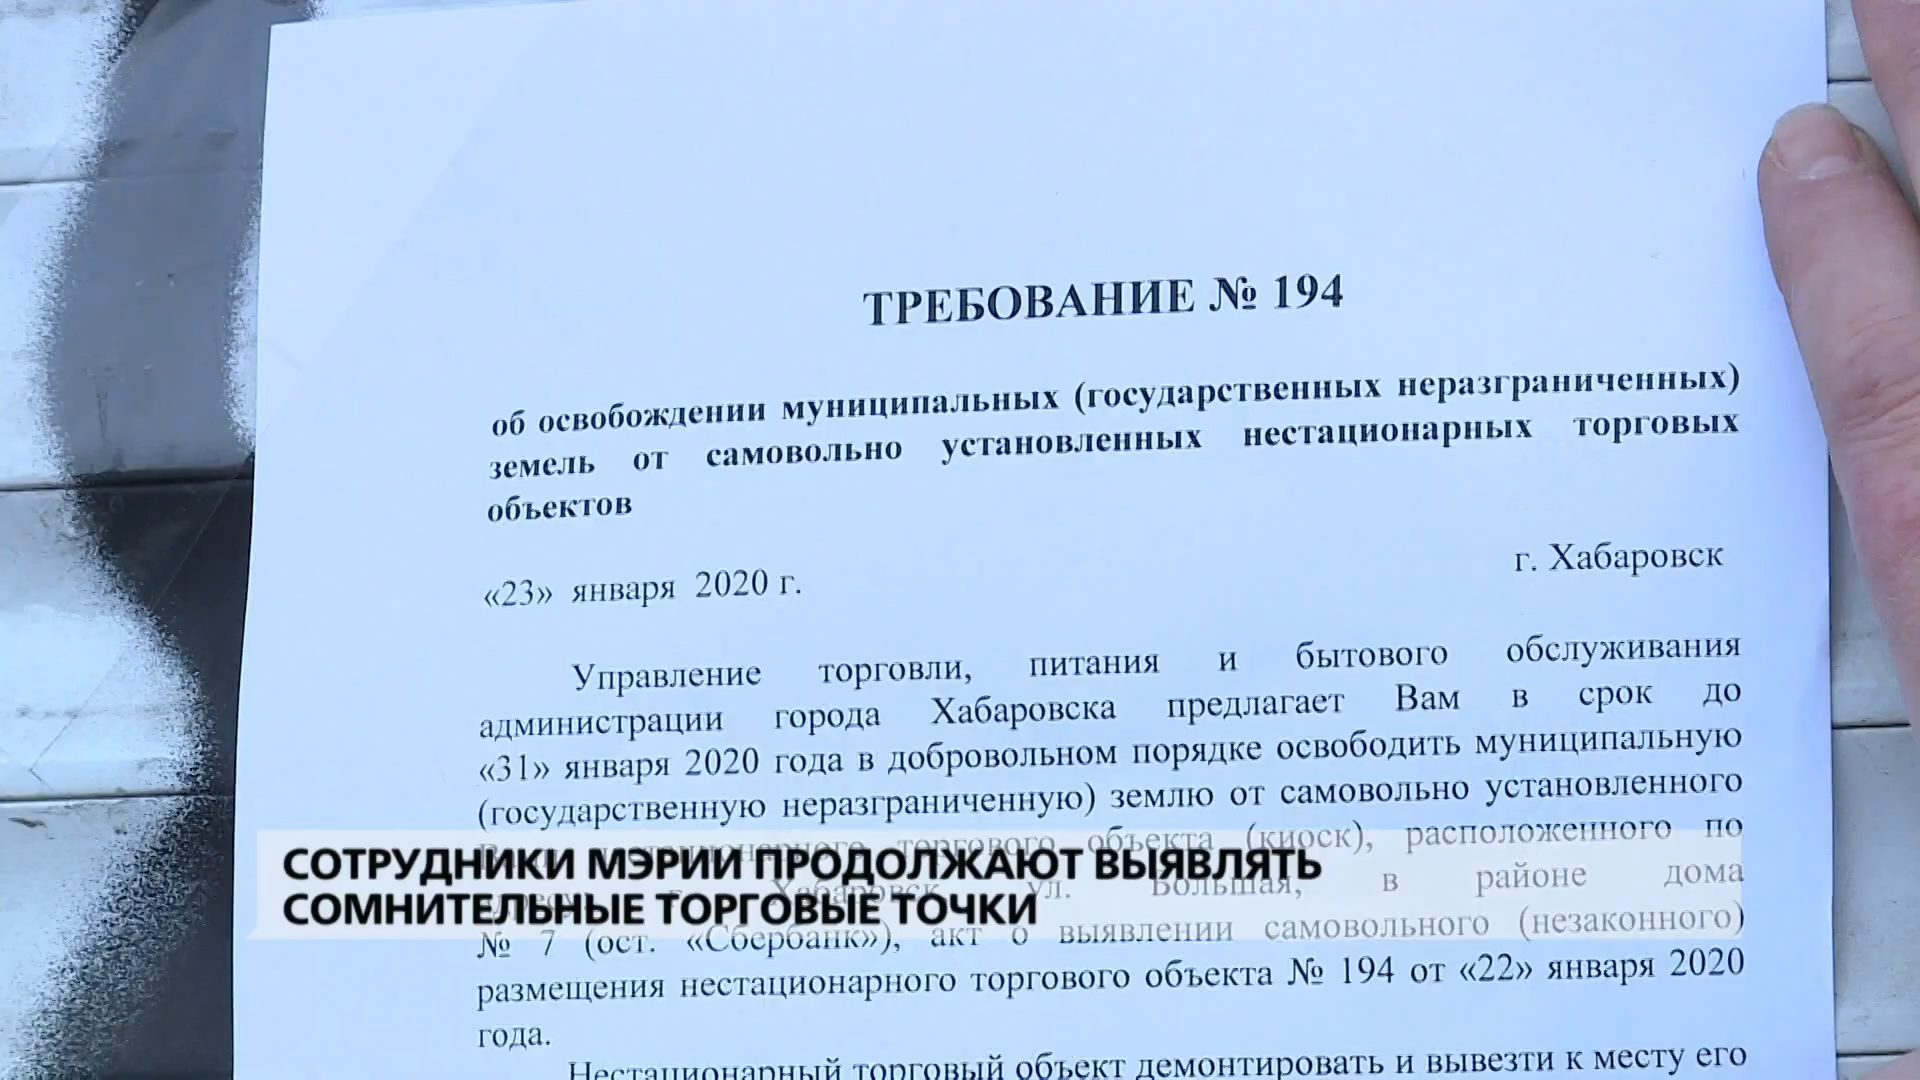 ТРЕБОВАНИЕ № 194
об освобождении муниципальных (государственных неразграниченных)
земель от самовольно установленных нестационарных торговых
объектов
г. Хабаровск
«23» января 2020 г.
Управление торговли, питания и бытового обслуживания
администрации города Хабаровска предлагает Вам в срок до
«31» января 2020 года в добровольном порядке освободить муниципальную
(государственную неразграниченную) землю от самовольно установленного
нестационарного торгового объекта (киоск), расположенного по
Хабаровск, ул. Большая, в районе дома
№ 7 (ост. «Сбербанк»), акт о выявлении самовольного (незаконного)
размещения нестационарного торгового объекта № 194 от «22» января 2020
года.
Нестационарный торговый объект демонтировать и вывезти к месту его
СОТРУДНИКИ МЭРИИ ПРОДОЛЖАЮТ ВЫЯВЛЯТЬ
СОМНИТЕЛЬНЫЕ ТОРГОВЫЕ ТОЧКИ